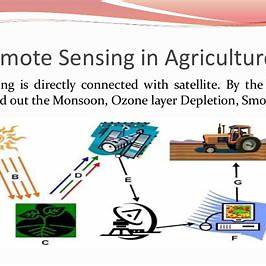 mote Sensing in Agriculture
ng is directly connected with satellite. By the
d out the Monsoon, Ozone layer Depletion, Smo
B
D
E
G
C
F